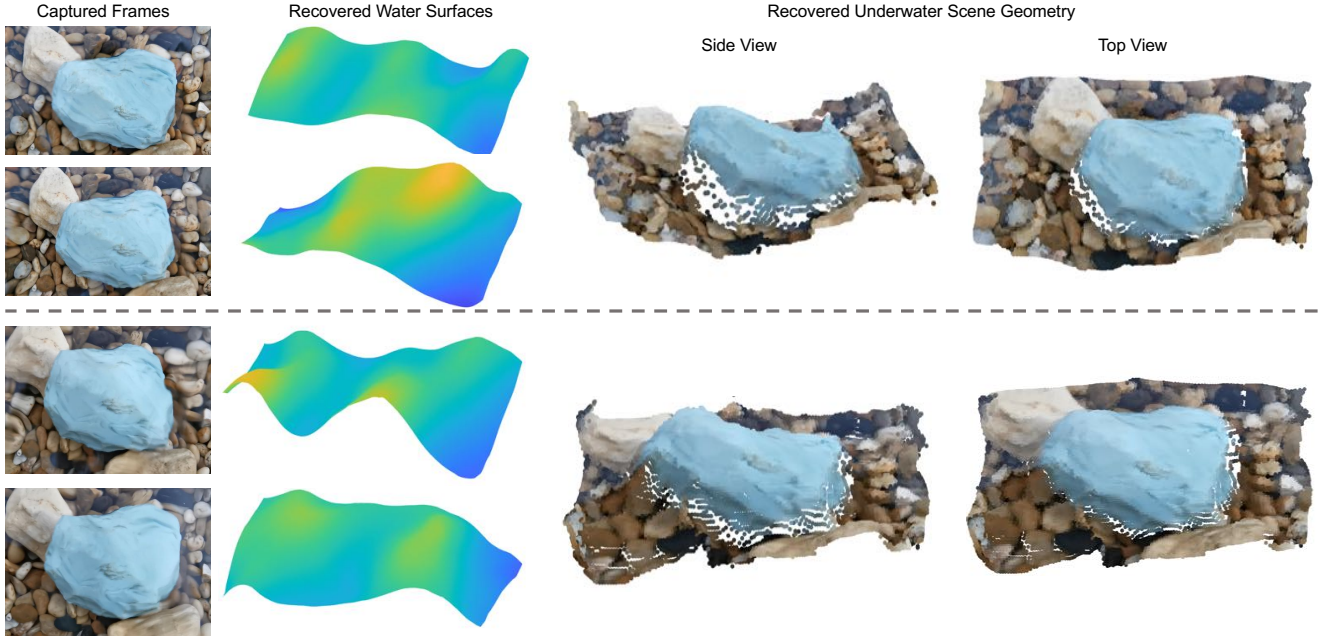 Captured Frames
Recovered Water Surfaces
Recovered Underwater Scene Geometry
Side View
Top View